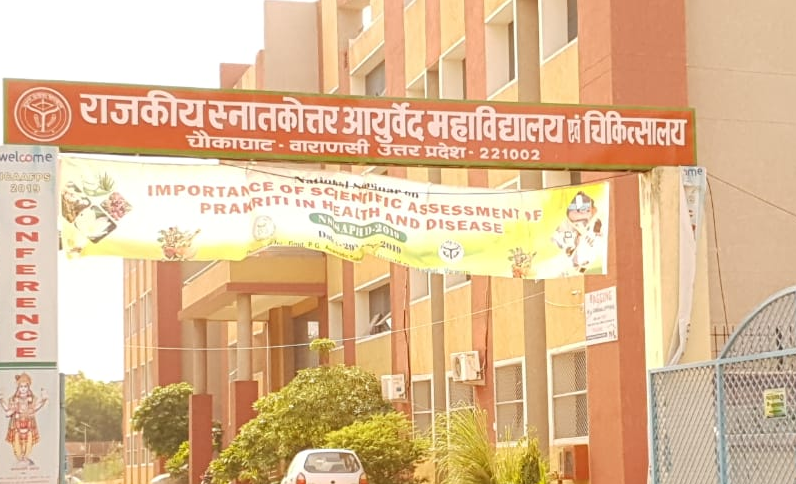 राजकीय स्नातकोत्तर आयुर्वेद महाविद्यालय एवं चिकित्सालय
चौकाघाट - वाराणसी उत्तर प्रदेश - 221002
welcome
2019
CONFERENCE
National Seminar on
IMPORTANCE OF SCIENTIFIC ASSESSMENT OF
PRAKRITI IN HEALTH AND DISEASE
2019
RAGGING